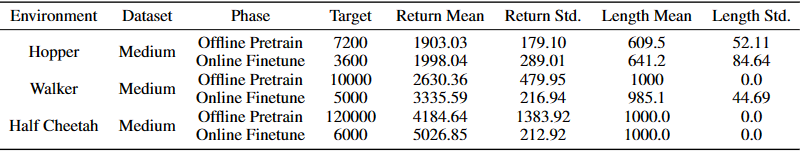 Environment Dataset Phase Target Return Mean Return Std. Length Mean Length Std.
Hopper Medium Offline Pretrain 7200 1903.03 179.10 609.5 52.11
Online Finetune 3600 1998.04 289.01 641.2 84.64
Walker Medium Offline Pretrain 10000 2630.36 479.95 1000 0.0
Online Finetune 5000 3335.59 216.94 985.1 44.69
Half Cheetah Medium Offline Pretrain 120000 4184.64 1383.92 1000.0 0.0
Online Finetune 6000 5026.85 212.92 1000.0 0.0